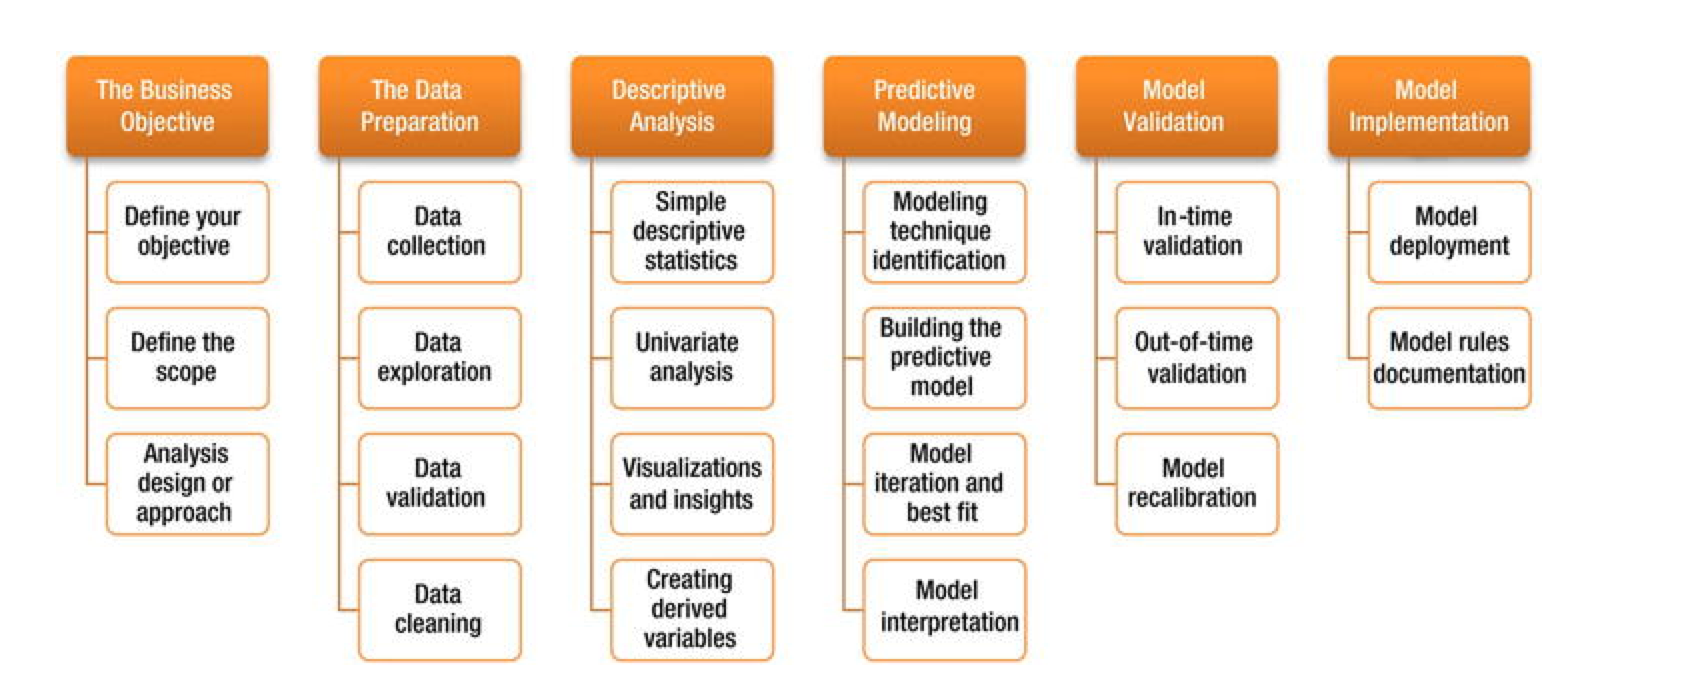 The Business
Objective
Define your
objective
Define the
scope
Analysis
design or
approach
The Data
Preparation
Data
collection
Data
exploration
Data
validation
Data
cleaning
Descriptive
Analysis
Simple
descriptive
statistics
Univariate
analysis
Visualizations
and insights
Creating
derived
variables
Predictive
Modeling
Modeling
technique
identification
Building the
predictive
model
Model
iteration and
best fit
Model
interpretation
Model
Validation
In-time
validation
Out-of-time
validation
Model
recalibration
Model
Implementation
Model
deployment
Model rules
documentation